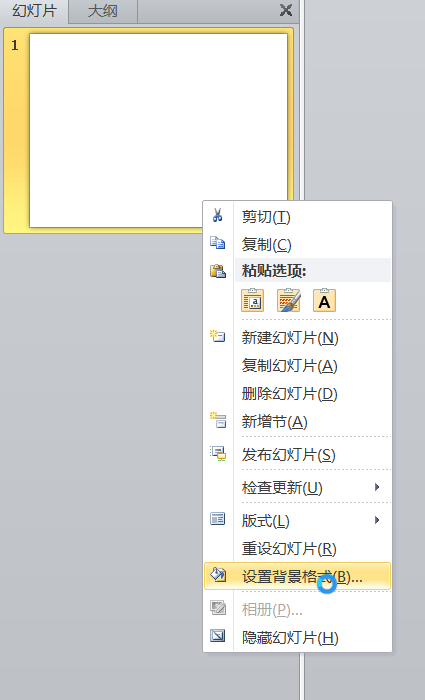 幻灯片 大纲
1
剪切(T)
复制(C)
粘贴选项:
a A
新建幻灯片(N)
复制幻灯片(A)
删除幻灯片(D)
新增节(A)
发布幻灯片(S)
检查更新(U)
版式(L)
重设幻灯片(R)
设置背景格式(B)...
相册(P)...
隐藏幻灯片(H)